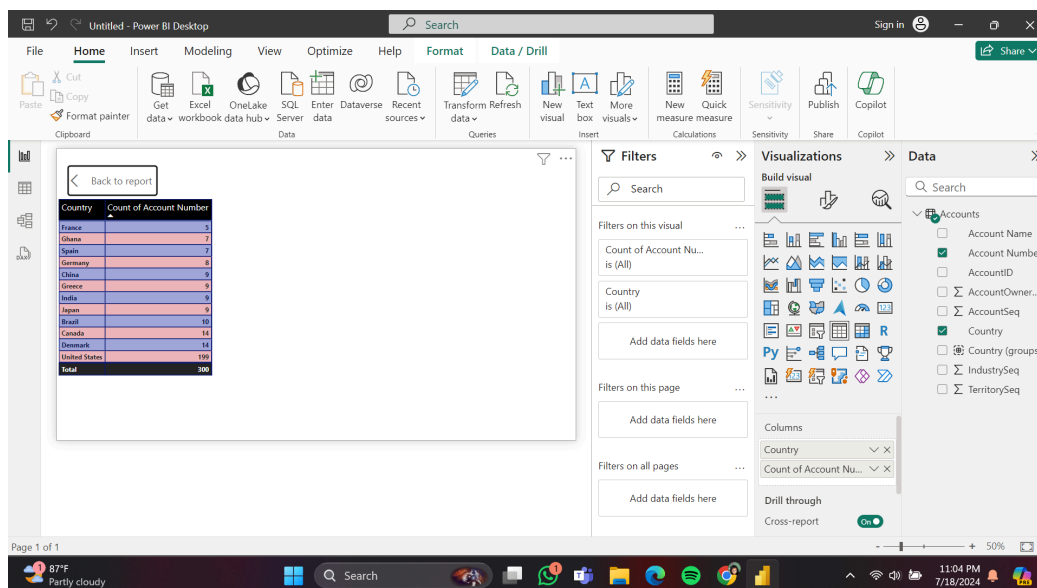 Untitled - Power BI Desktop
Search
Sign in
File Home Insert Modeling View Optimize Help Format Data / Drill
Share
Paste
Cut
Copy
Format painter
Clipboard
Get data
Excel workbook
OneLake data hub
SQL Server
Enter data
Dataverse
Recent sources
Data
Transform data
Refresh
Queries
New visual
Text box
More visuals
Insert
New measure
Quick measure
Calculations
Sensitivity
Sensitivity
Publish
Share
Copilot
Copilot
Back to report
Country Count of Account Number
France 5
Ghana 7
Spain 7
Germany 8
China 9
Greece 9
India 9
Japan 9
Brazil 10
Canada 14
Denmark 14
United States 199
Total 300
Filters
Search
Filters on this visual ...
Count of Account Nu...
is (All)
Country
is (All)
Add data fields here
Filters on this page ...
Add data fields here
Filters on all pages ...
Add data fields here
Visualizations
Build visual
123
R
Py
...
Columns
Country
Count of Account Nu...
Drill through
Cross-report On
Data
Search
Accounts
Account Name
Account Numbe
AccountID
AccountOwner...
AccountSeq
Country
Country (groups
IndustrySeq
TerritorySeq
Page 1 of 1
- + 50%
1
87°F
Partly cloudy
Search
1
11:04 PM
7/18/2024
PRE